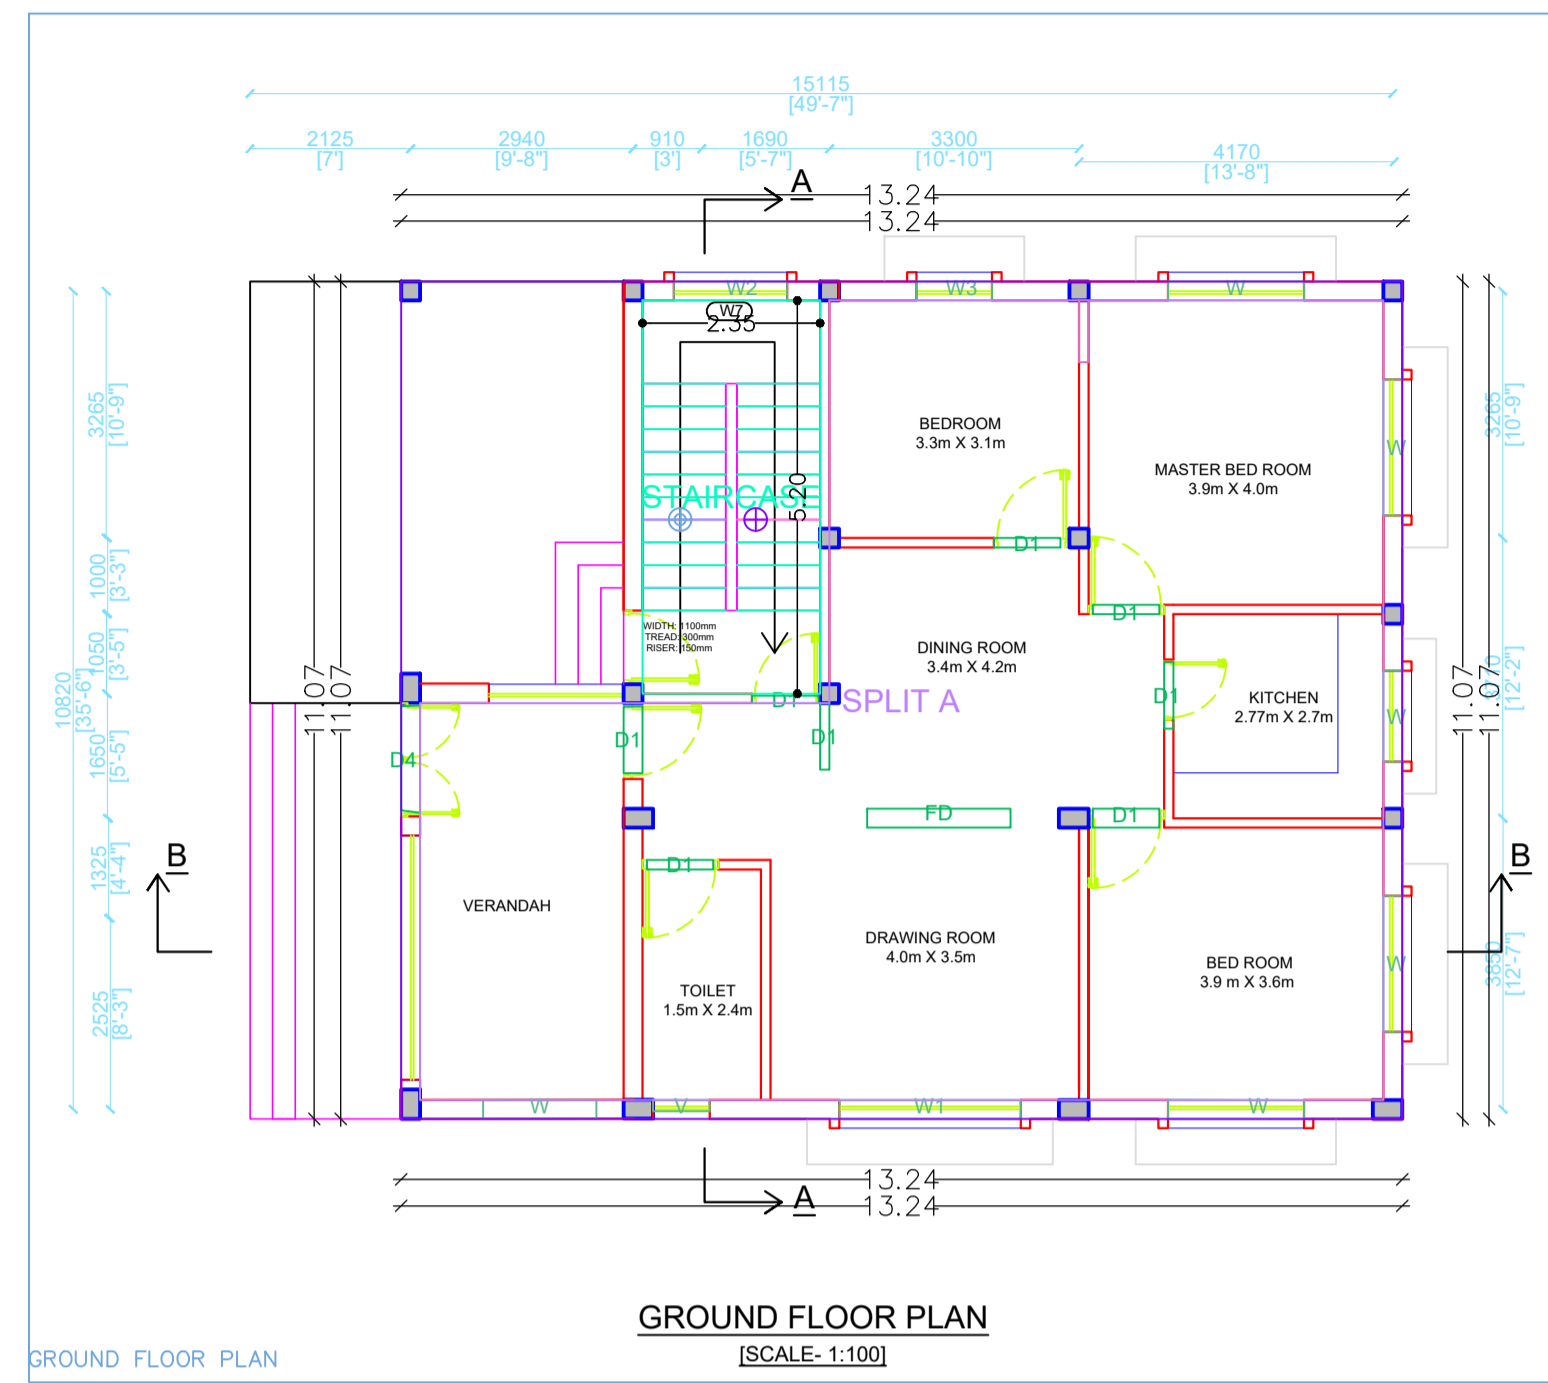 15115
[49'-7"]
2125
[7']
2940
[9'-8"]
910
[3']
1690
[5'-7"]
3300
[10'-10"]
4170
[13'-8"]
A
13.24
13.24
W2
W3
W
W7
2.35
3265
[10'-9"]
3265
[10'-9"]
BEDROOM
3.3m X 3.1m
W
MASTER BED ROOM
3.9m X 4.0m
STAIRCASE
5.20
D1
1000
[3'-3"]
D1
WIDTH: 1100mm
TREAD: 300mm
RISER: 150mm
1050
[3'-5"]
DINING ROOM
3.4m X 4.2m
10820
[35'-6"]
11.07
11.07
D1
SPLIT A
D1
KITCHEN
2.77m X 2.7m
W
11.07
11.07
[12'-2"]
1650
[5'-5"]
D4
D1
D1
FD
D1
B
1325
[4'-4"]
D1
B
VERANDAH
DRAWING ROOM
4.0m X 3.5m
BED ROOM
3.9 m X 3.6m
W
3850
[12'-7"]
TOILET
1.5m X 2.4m
2525
[8'-3"]
W
V
W1
W
13.24
A
13.24
GROUND FLOOR PLAN
[SCALE- 1:100]
GROUND FLOOR PLAN